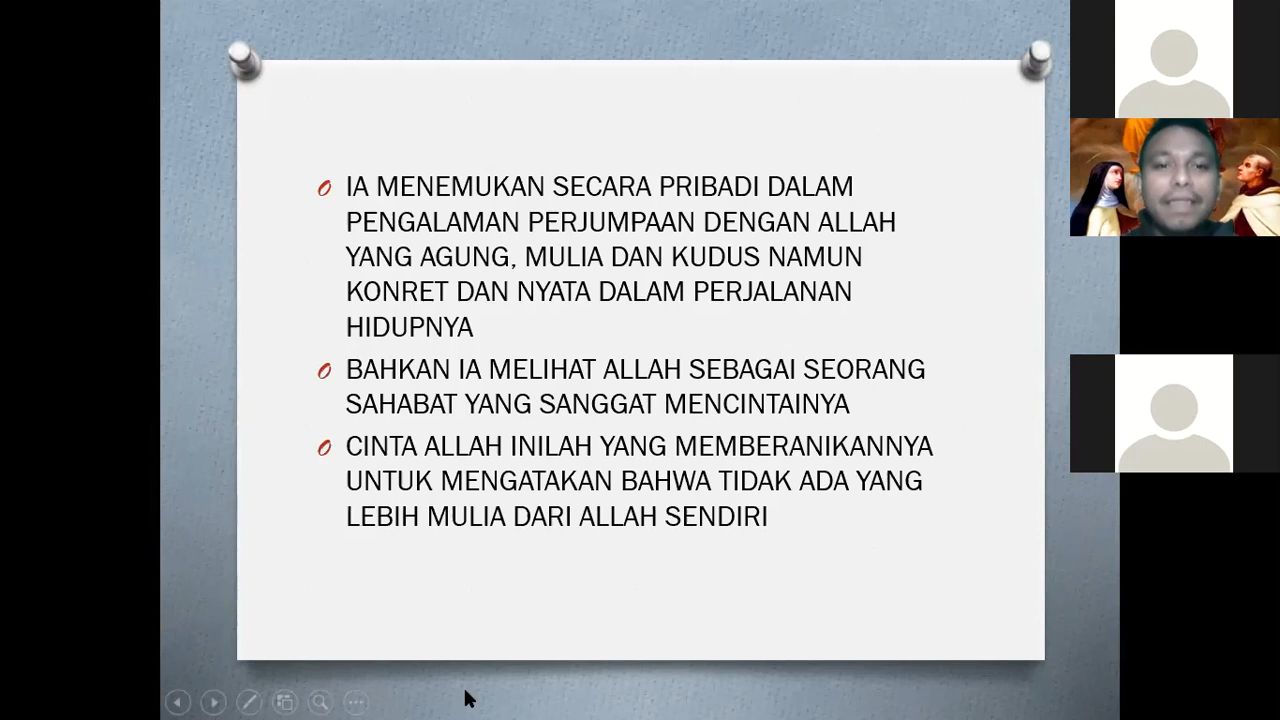 IA MENEMUKAN SECARA PRIBADI DALAM
PENGALAMAN PERJUMPAAN DENGAN ALLAH
YANG AGUNG, MULIA DAN KUDUS NAMUN
KONRET DAN NYATA DALAM PERJALANAN
HIDUPNYA
BAHKAN IA MELIHAT ALLAH SEBAGAI SEORANG
SAHABAT YANG SANGGAT MENCINTAINYA
CINTA ALLAH INILAH YANG MEMBERANIKANNYA
UNTUK MENGATAKAN BAHWA TIDAK ADA YANG
LEBIH MULIA DARI ALLAH SENDIRI